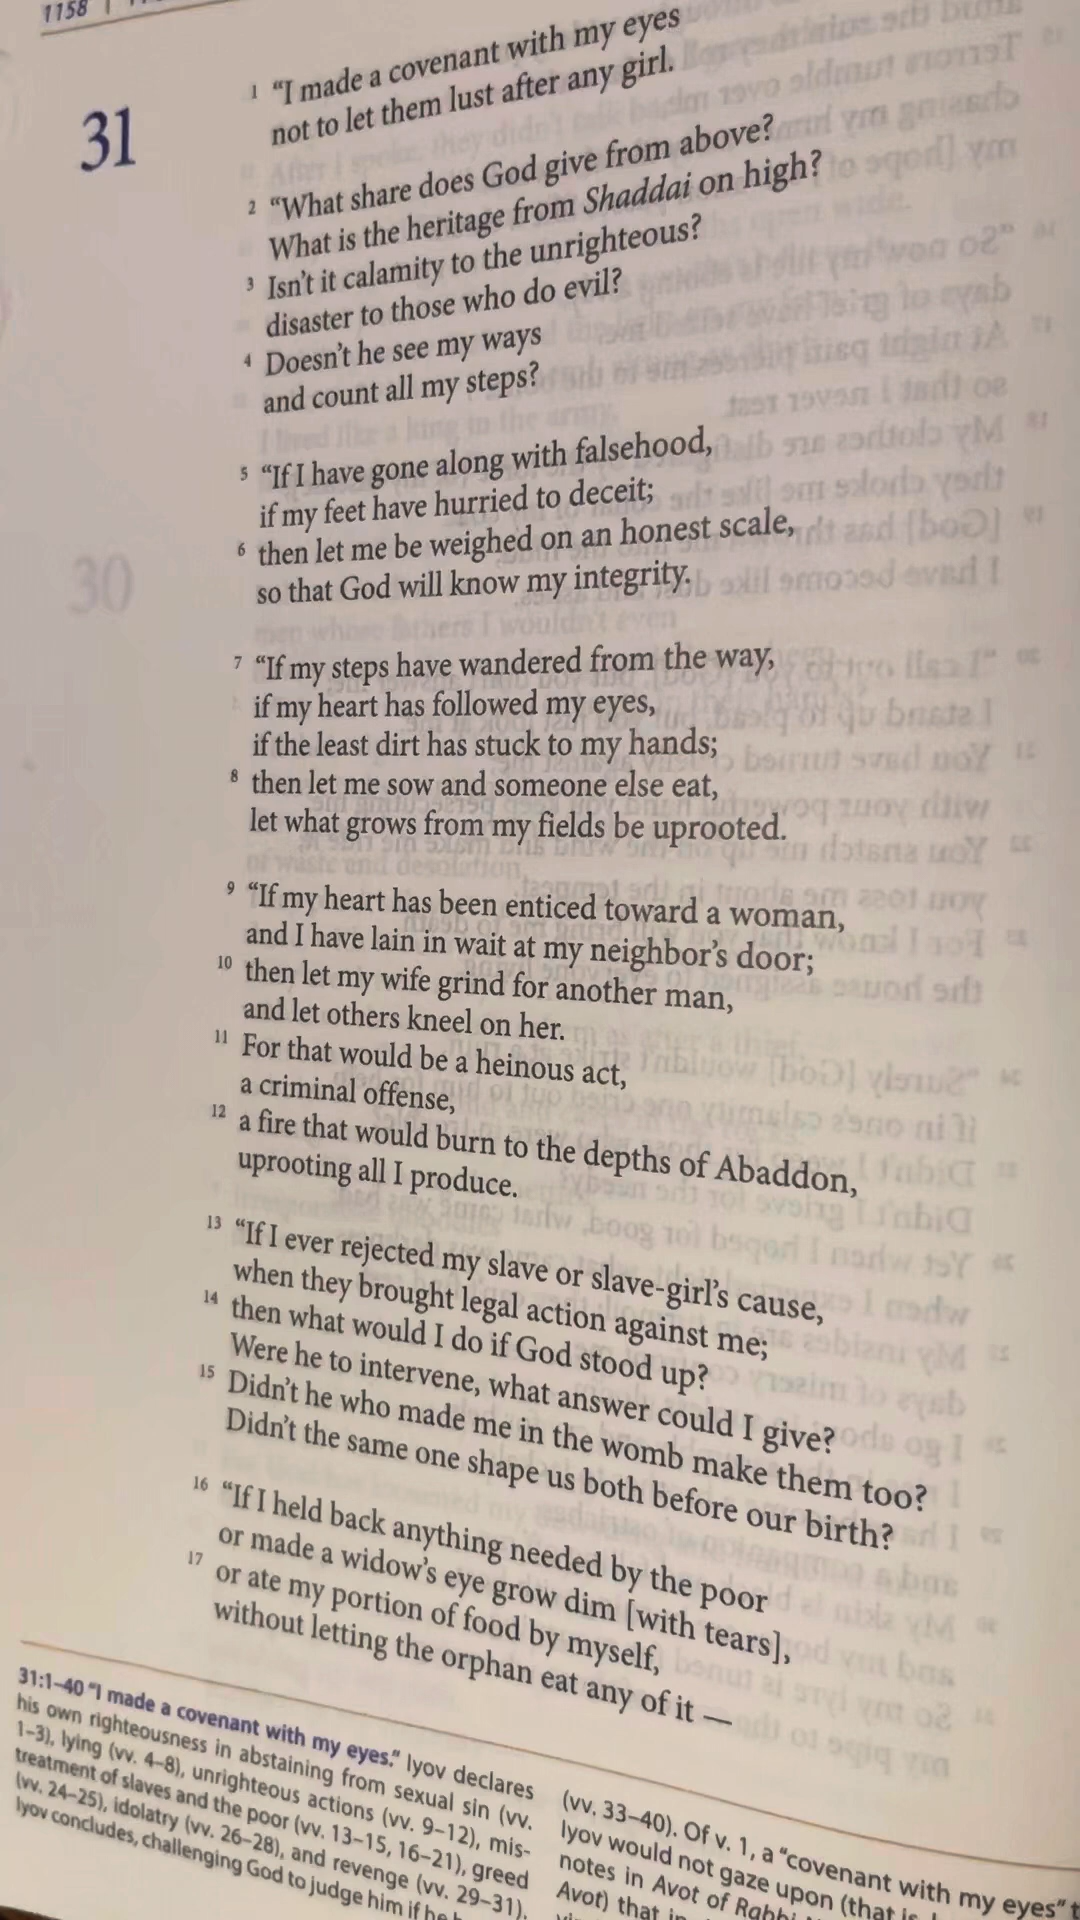 1158
31
1 "I made a covenant with my eyes
not to let them lust after any girl.
2 "What share does God give from above?
What is the heritage from Shaddai on high?
3 Isn't it calamity to the unrighteous?
disaster to those who do evil?
4 Doesn't he see my ways
and count all my steps?
5 "If I have gone along with falsehood,
if my feet have hurried to deceit;
6 then let me be weighed on an honest scale,
so that God will know my integrity.
30
7 "If my steps have wandered from the way,
if my heart has followed my eyes,
if the least dirt has stuck to my hands;
8 then let me sow and someone else eat,
let what grows from my fields be uprooted.
9 "If my heart has been enticed toward a woman,
and I have lain in wait at my neighbor's door;
10 then let my wife grind for another man,
and let others kneel on her.
11 For that would be a heinous act,
a criminal offense,
12 a fire that would burn to the depths of Abaddon,
uprooting all I produce.
13 "If I ever rejected my slave or slave-girl's cause,
when they brought legal action against me;
14 then what would I do if God stood up?
Were he to intervene, what answer could I give?
15 Didn't he who made me in the womb make them too?
Didn't the same one shape us both before our birth?
16 "If I held back anything needed by the poor
or made a widow's eye grow dim [with tears],
17 or ate my portion of food by myself,
without letting the orphan eat any of it —
31:1–40 "I made a covenant with my eyes." Iyov declares
his own righteousness in abstaining from sexual sin (vv.
1–3), lying (vv. 4–8), unrighteous actions (vv. 9–12), mis-
treatment of slaves and the poor (vv. 13–15, 16–21), greed
(vv. 24–25), idolatry (vv. 26–28), and revenge (vv. 29–31).
Iyov concludes, challenging God to judge him if he
(vv. 33–40). Of v. 1, a "covenant with my eyes"
Iyov would not gaze upon (that is
notes in Avot of Rabbi
Avot) that in